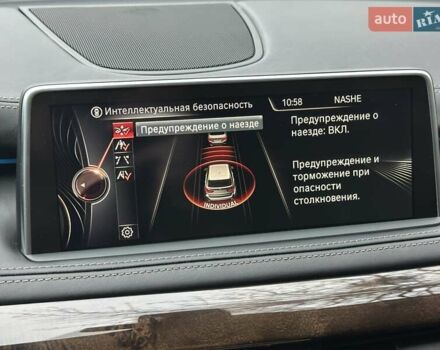 auto RIA
Интеллектуальная безопасность
10:58
NASHE
Предупреждение о наезде
Предупреждение о
наезде: ВКЛ.
Предупреждение и
торможение при
опасности
столкновения.
INDIVIDUAL